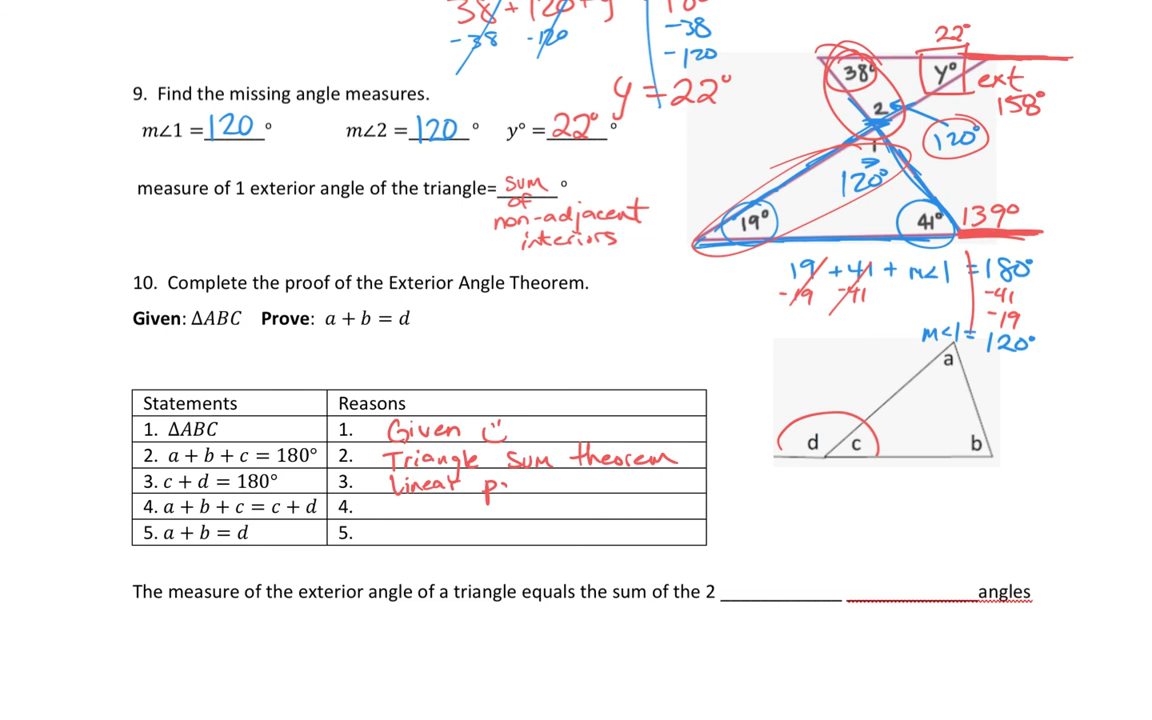 38 + 120 + y
-38 -120
-38
-120
y = 22°
9. Find the missing angle measures.
m∠1 = 120 ° m∠2 = 120 ° y° = 22° °
measure of 1 exterior angle of the triangle= sum °
of
non-adjacent
interiors
22°
38° y° ext
158°
2
120°
1
120°
19° 41° 139°
19 + 41 + m<1 = 180°
-19 -41 -41
-19
m<1 = 120°
10. Complete the proof of the Exterior Angle Theorem.
Given: ΔABC Prove: a + b = d
a
d c b
Statements Reasons
1. ΔABC 1. Given
2. a + b + c = 180° 2. Triangle sum theorem
3. c + d = 180° 3. Linear p
4. a + b + c = c + d 4.
5. a + b = d 5.
The measure of the exterior angle of a triangle equals the sum of the 2 _____________ _______________angles